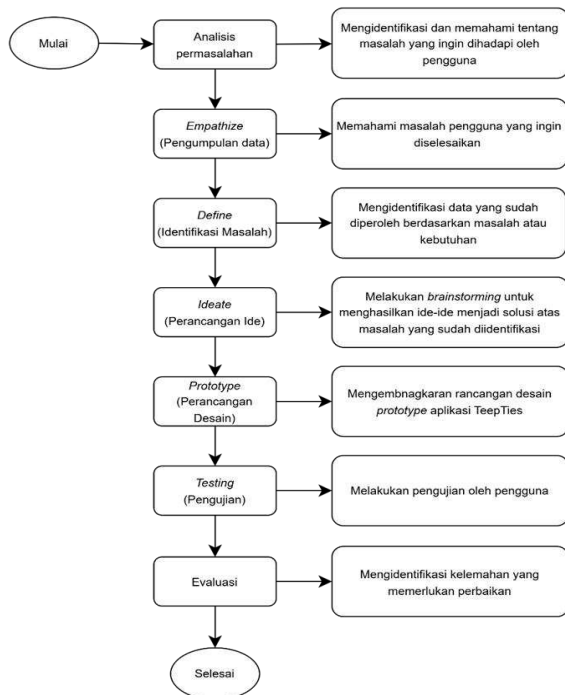 Mulai
Analisis
permasalahan
Mengidentifikasi dan memahami tentang
masalah yang ingin dihadapi oleh
pengguna
Empathize
(Pengumpulan data)
Memahami masalah pengguna yang ingin
diselesaikan
Define
(Identifikasi Masalah)
Mengidentifikasi data yang sudah
diperoleh berdasarkan masalah atau
kebutuhan
Ideate
(Perancangan Ide)
Melakukan brainstorming untuk
menghasilkan ide-ide menjadi solusi atas
masalah yang sudah diidentifikasi
Prototype
(Perancangan
Desain)
Mengembnagkaran rancangan desain
prototype aplikasi TeepTies
Testing
(Pengujian)
Melakukan pengujian oleh pengguna
Evaluasi
Mengidentifikasi kelemahan yang
memerlukan perbaikan
Selesai